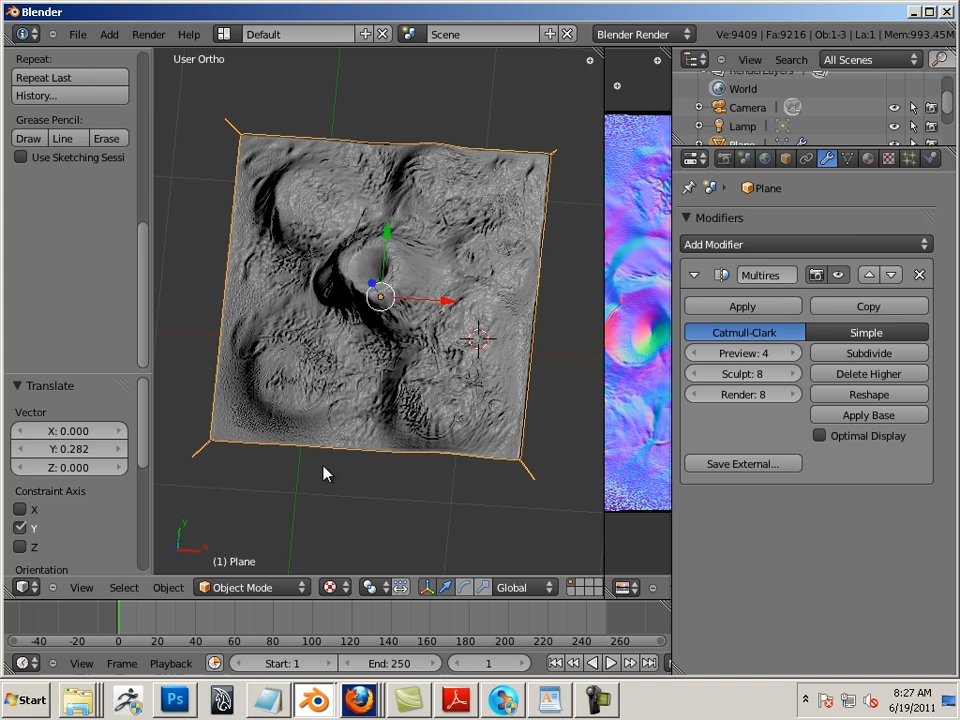 Blender
File Add Render Help Default Scene Blender Render Ve:9409 | Fa:9216 | Ob:1-3 | La:1 | Mem:993.45M
Repeat:
Repeat Last
History...
Grease Pencil:
Draw Line Erase
Use Sketching Sessi
Translate
Vector
X: 0.000
Y: 0.282
Z: 0.000
Constraint Axis
X
Y
Z
Orientation
User Ortho
y
x
(1) Plane
View Select Object Object Mode Global
View Search All Scenes
RenderLayers
World
Camera
Lamp
Plane
Plane
Modifiers
Add Modifier
Multires
Apply Copy
Catmull-Clark Simple
Preview: 4 Subdivide
Sculpt: 8 Delete Higher
Render: 8 Reshape
Apply Base
Optimal Display
Save External...
-40 -20 0 20 40 60 80 100 120 140 160 180 200 220 240 260
View Frame Playback Start: 1 End: 250 1
Start Ps 8:27 AM
6/19/2011